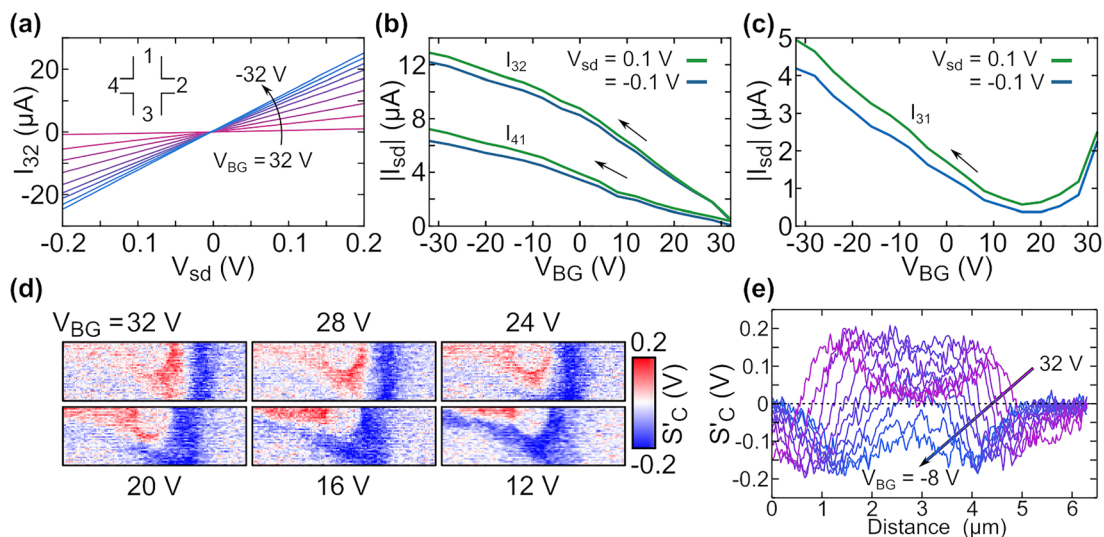 (a)
I32 (µA)
20
0
-20
1
4 2
3
-32 V
VBG = 32 V
-0.2 0.1 0 0.1 0.2
Vsd (V)
(b)
|Isd| (µA)
12
8
4
0
I32
I41
Vsd = 0.1 V
= -0.1 V
-30 -20 -10 0 10 20 30
VBG (V)
(c)
|Isd| (µA)
5
4
3
2
1
0
I31
Vsd = 0.1 V
= -0.1 V
-30 -20 -10 0 10 20 30
VBG (V)
(d)
VBG = 32 V 28 V 24 V
20 V 16 V 12 V
0.2
S'C (V)
-0.2
(e)
S'C (V)
0.2
0.1
0
-0.1
-0.2
32 V
VBG = -8 V
0 1 2 3 4 5 6
Distance (µm)